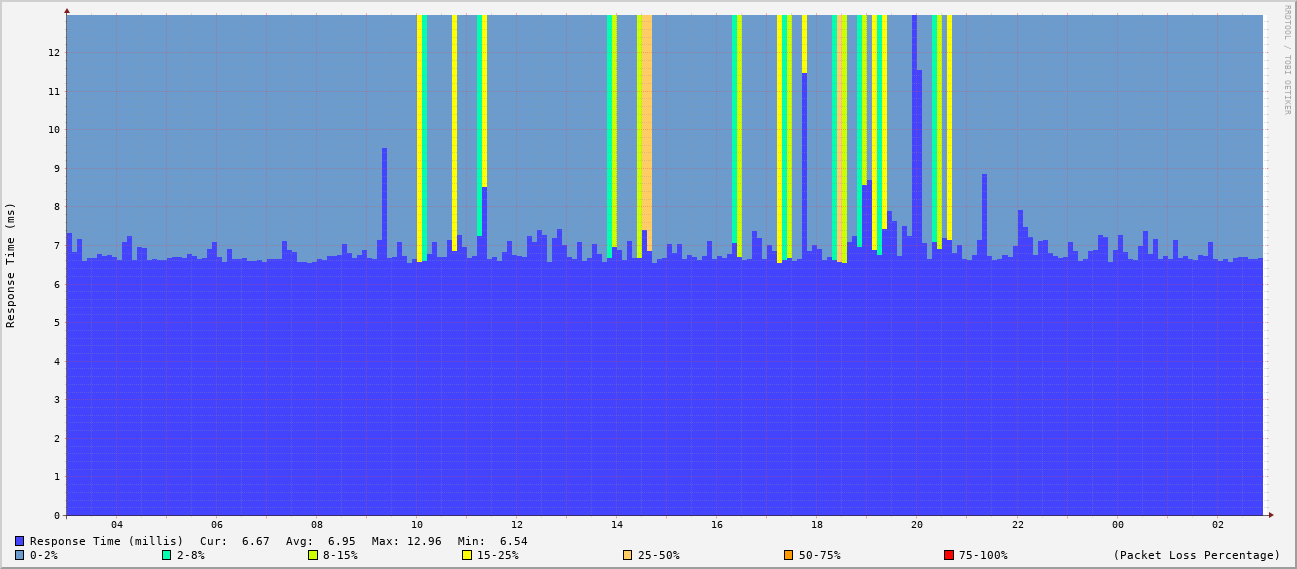 RRDTOOL / TOBI OETIKER
Response Time (ms)
12
11
10
9
8
7
6
5
4
3
2
1
0
04 06 08 10 12 14 16 18 20 22 00 02
Response Time (millis) Cur: 6.67 Avg: 6.95 Max: 12.96 Min: 6.54
0-2% 2-8% 8-15% 15-25% 25-50% 50-75% 75-100% (Packet Loss Percentage)